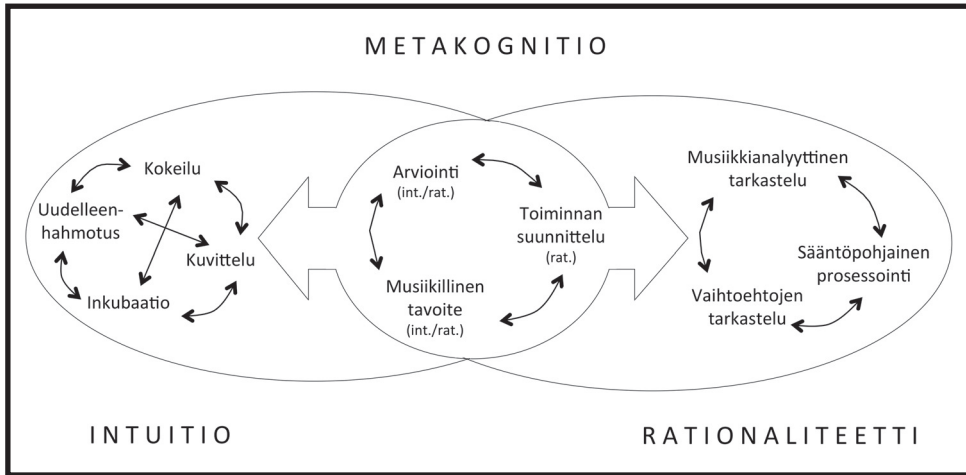 METAKOGNITIO
Kokeilu
Uudelleen-
hahmotus
Kuvittelu
Inkubaatio
Arviointi
(int./rat.)
Toiminnan
suunnittelu
(rat.)
Musiikillinen
tavoite
(int./rat.)
Musiikkianalyyttinen
tarkastelu
Sääntöpohjainen
prosessointi
Vaihtoehtojen
tarkastelu
INTUITIO
RATIONALITEETTI